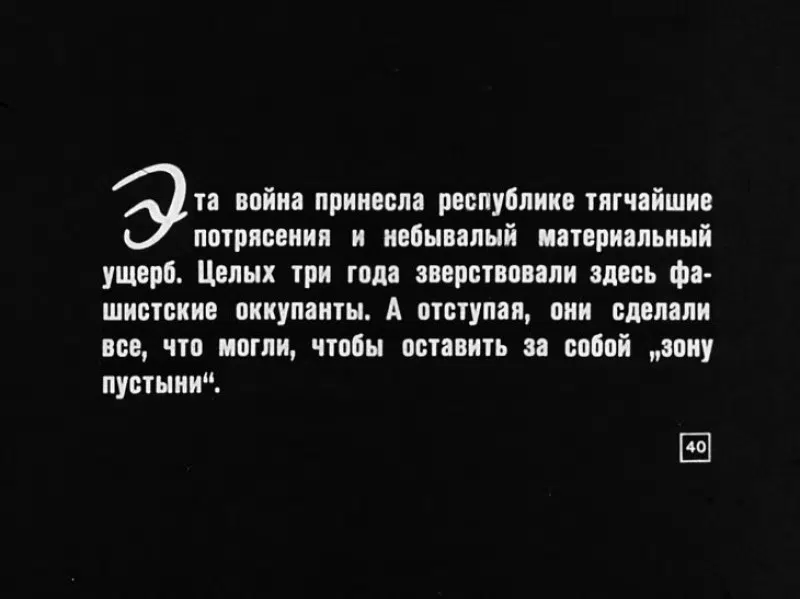 Эта война принесла республике тягчайшие
потрясения и небывалый материальный
ущерб. Целых три года зверствовали здесь фа-
шистские оккупанты. А отступая, они сделали
все, что могли, чтобы оставить за собой „зону
пустыни“.
40